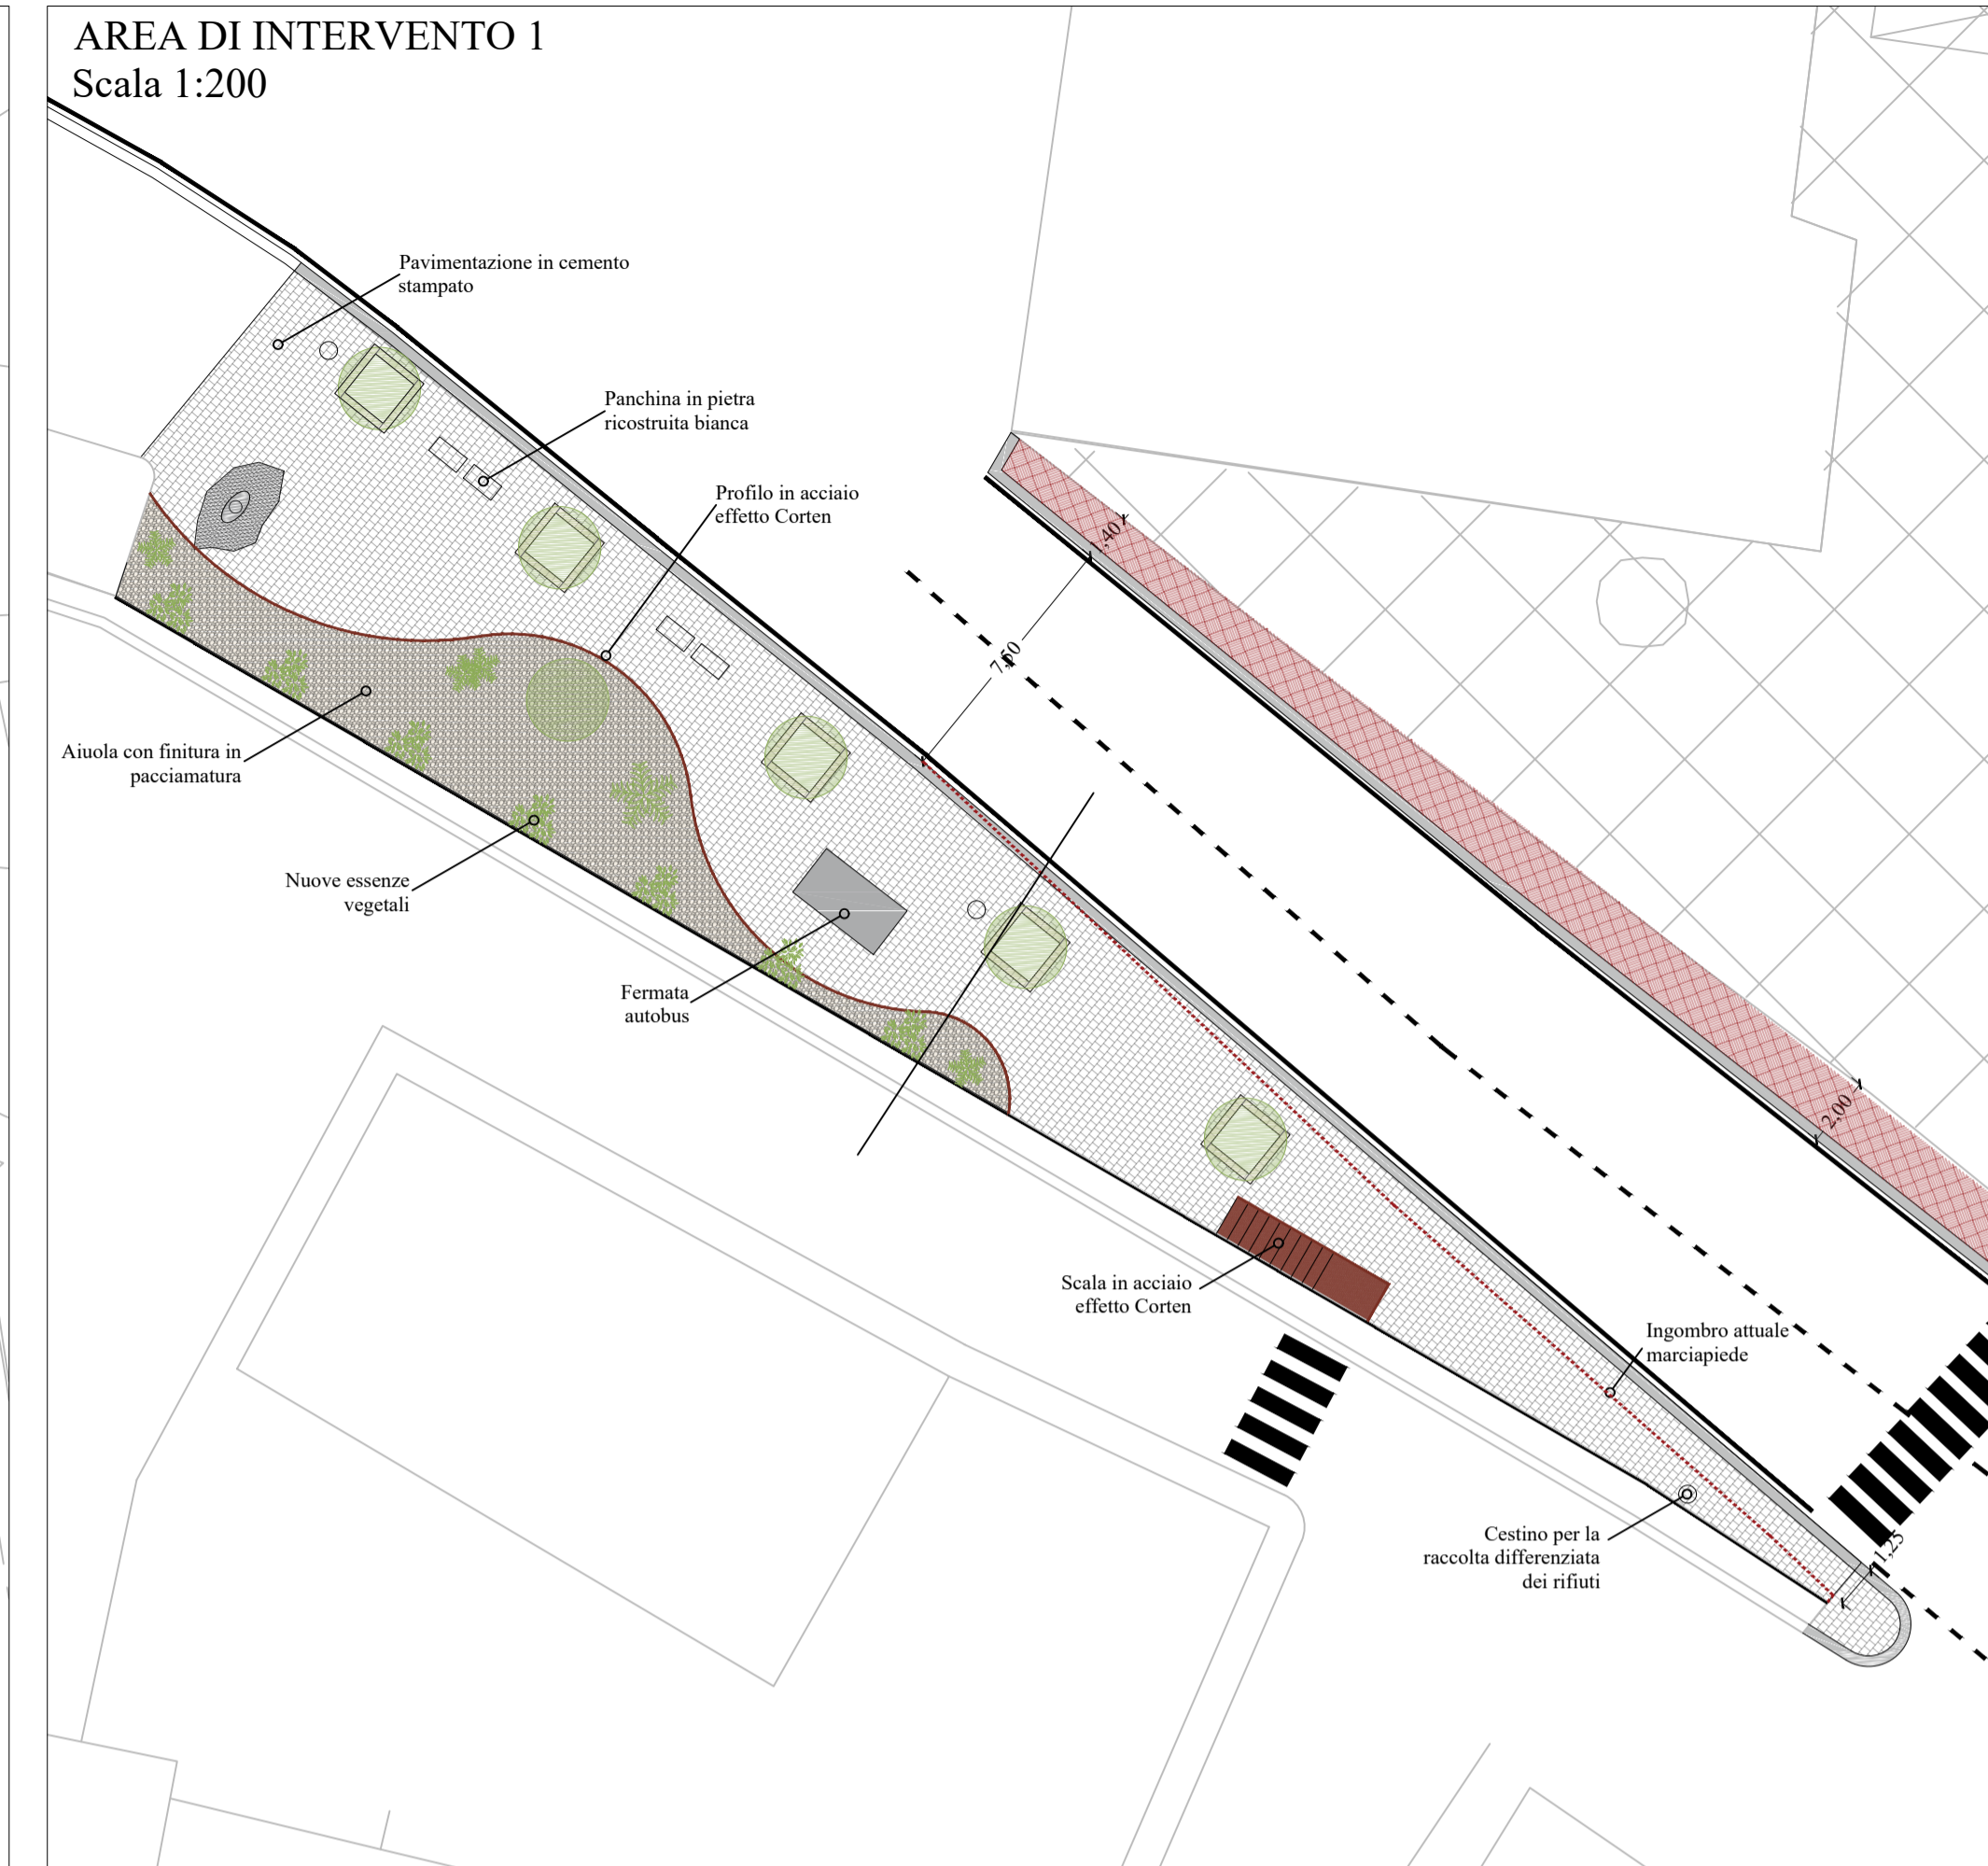 AREA DI INTERVENTO 1
Scala 1:200
Pavimentazione in cemento
stampato
Panchina in pietra
ricostruita bianca
Profilo in acciaio
effetto Corten
1,40
7,50
Aiuola con finitura in
pacciamatura
Nuove essenze
vegetali
Fermata
autobus
2,00
Scala in acciaio
effetto Corten
Ingombro attuale
marciapiede
Cestino per la
raccolta differenziata
dei rifiuti
1,25